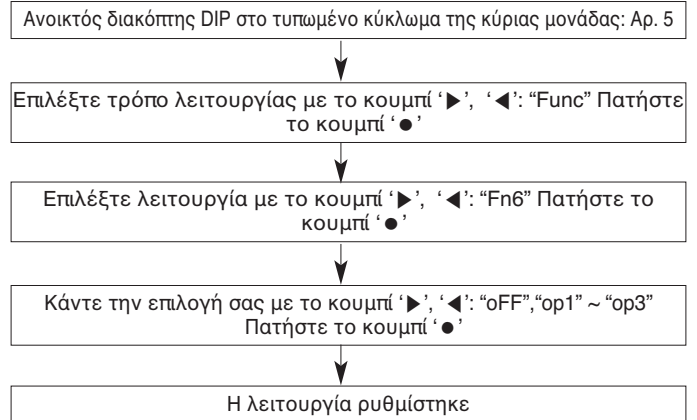 Ανοικτός διακόπτης DIP στο τυπωμένο κύκλωμα της κύριας μονάδας: Αρ. 5
Επιλέξτε τρόπο λειτουργίας με το κουμπί ‘▶’, ‘◀’: “Func” Πατήστε
το κουμπί ‘●’
Επιλέξτε λειτουργία με το κουμπί ‘▶’, ‘◀’: “Fn6” Πατήστε το
κουμπί ‘●’
Κάντε την επιλογή σας με το κουμπί ‘▶’, ‘◀’: “oFF”,“op1” ~ “op3”
Πατήστε το κουμπί ‘●’
Η λειτουργία ρυθμίστηκε